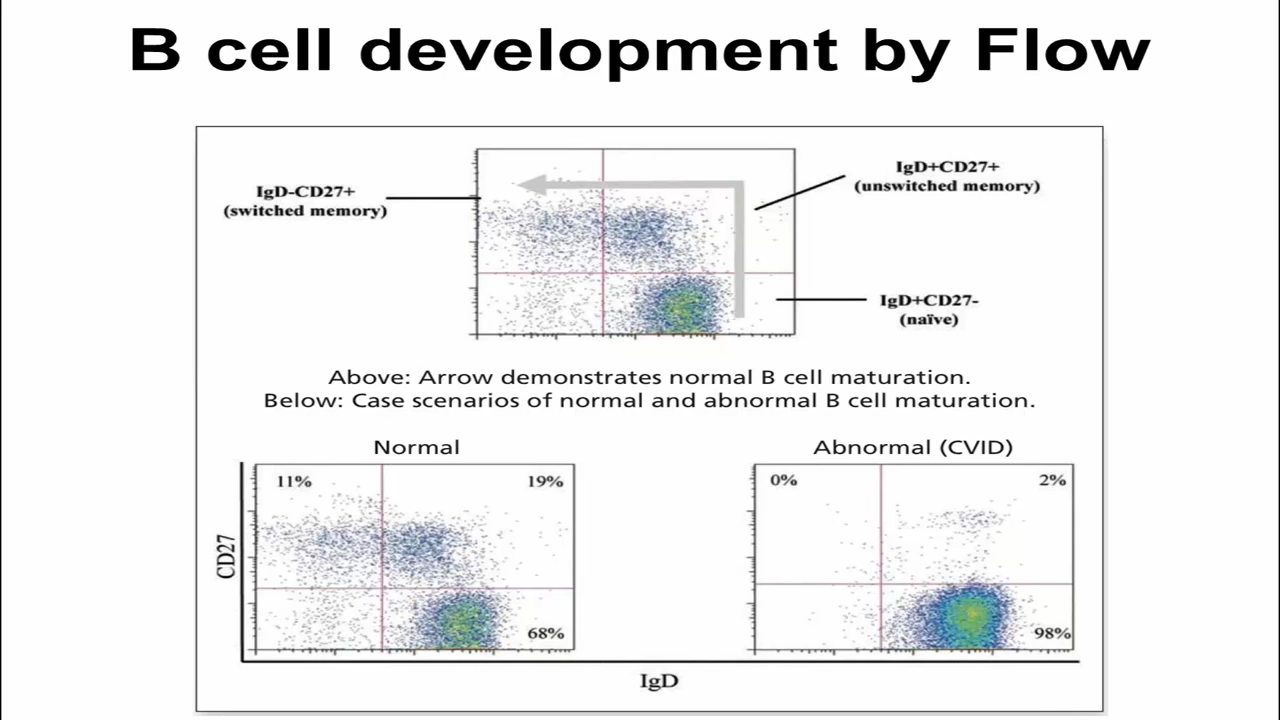 B cell development by Flow
IgD-CD27+
(switched memory)
IgD+CD27+
(unswitched memory)
IgD+CD27-
(naïve)
Above: Arrow demonstrates normal B cell maturation.
Below: Case scenarios of normal and abnormal B cell maturation.
Normal
Abnormal (CVID)
11%
19%
68%
0%
2%
98%
CD27
IgD